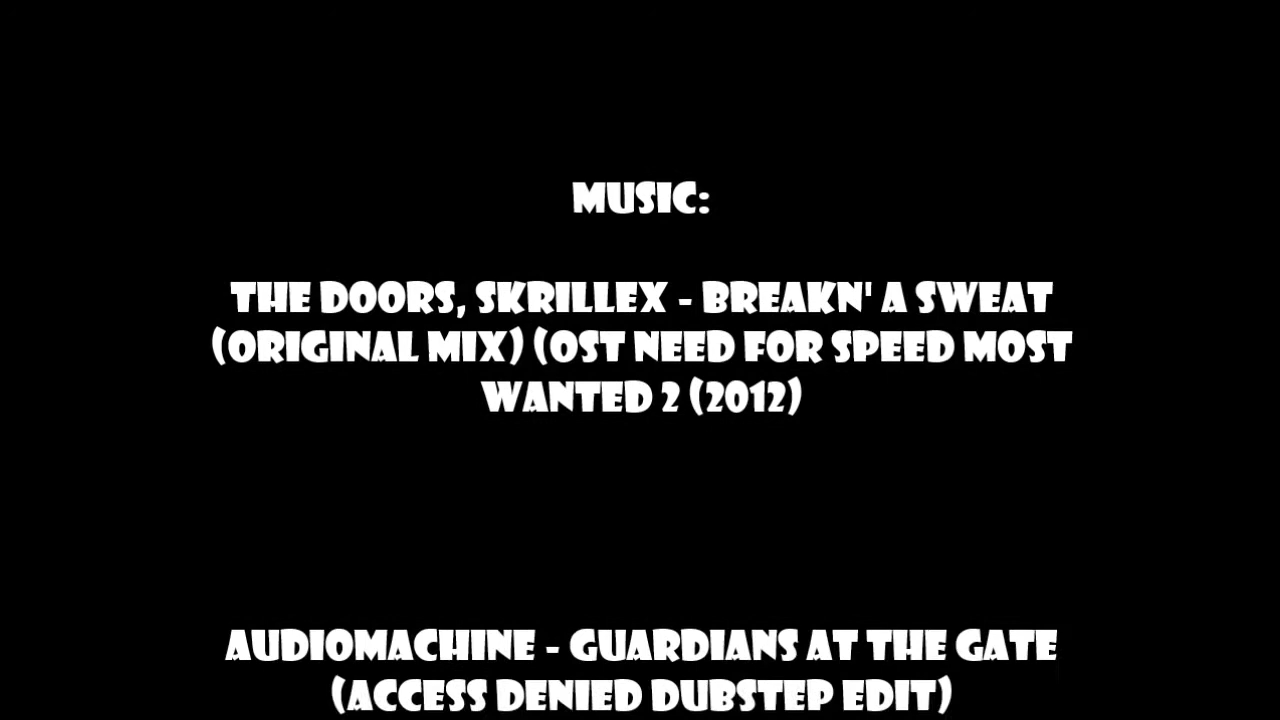 MUSIC:
THE DOORS, SKRILLEX - BREAKN' A SWEAT
(ORIGINAL MIX) (OST NEED FOR SPEED MOST
WANTED 2 (2012)
AUDIOMACHINE - GUARDIANS AT THE GATE
(ACCESS DENIED DUBSTEP EDIT)